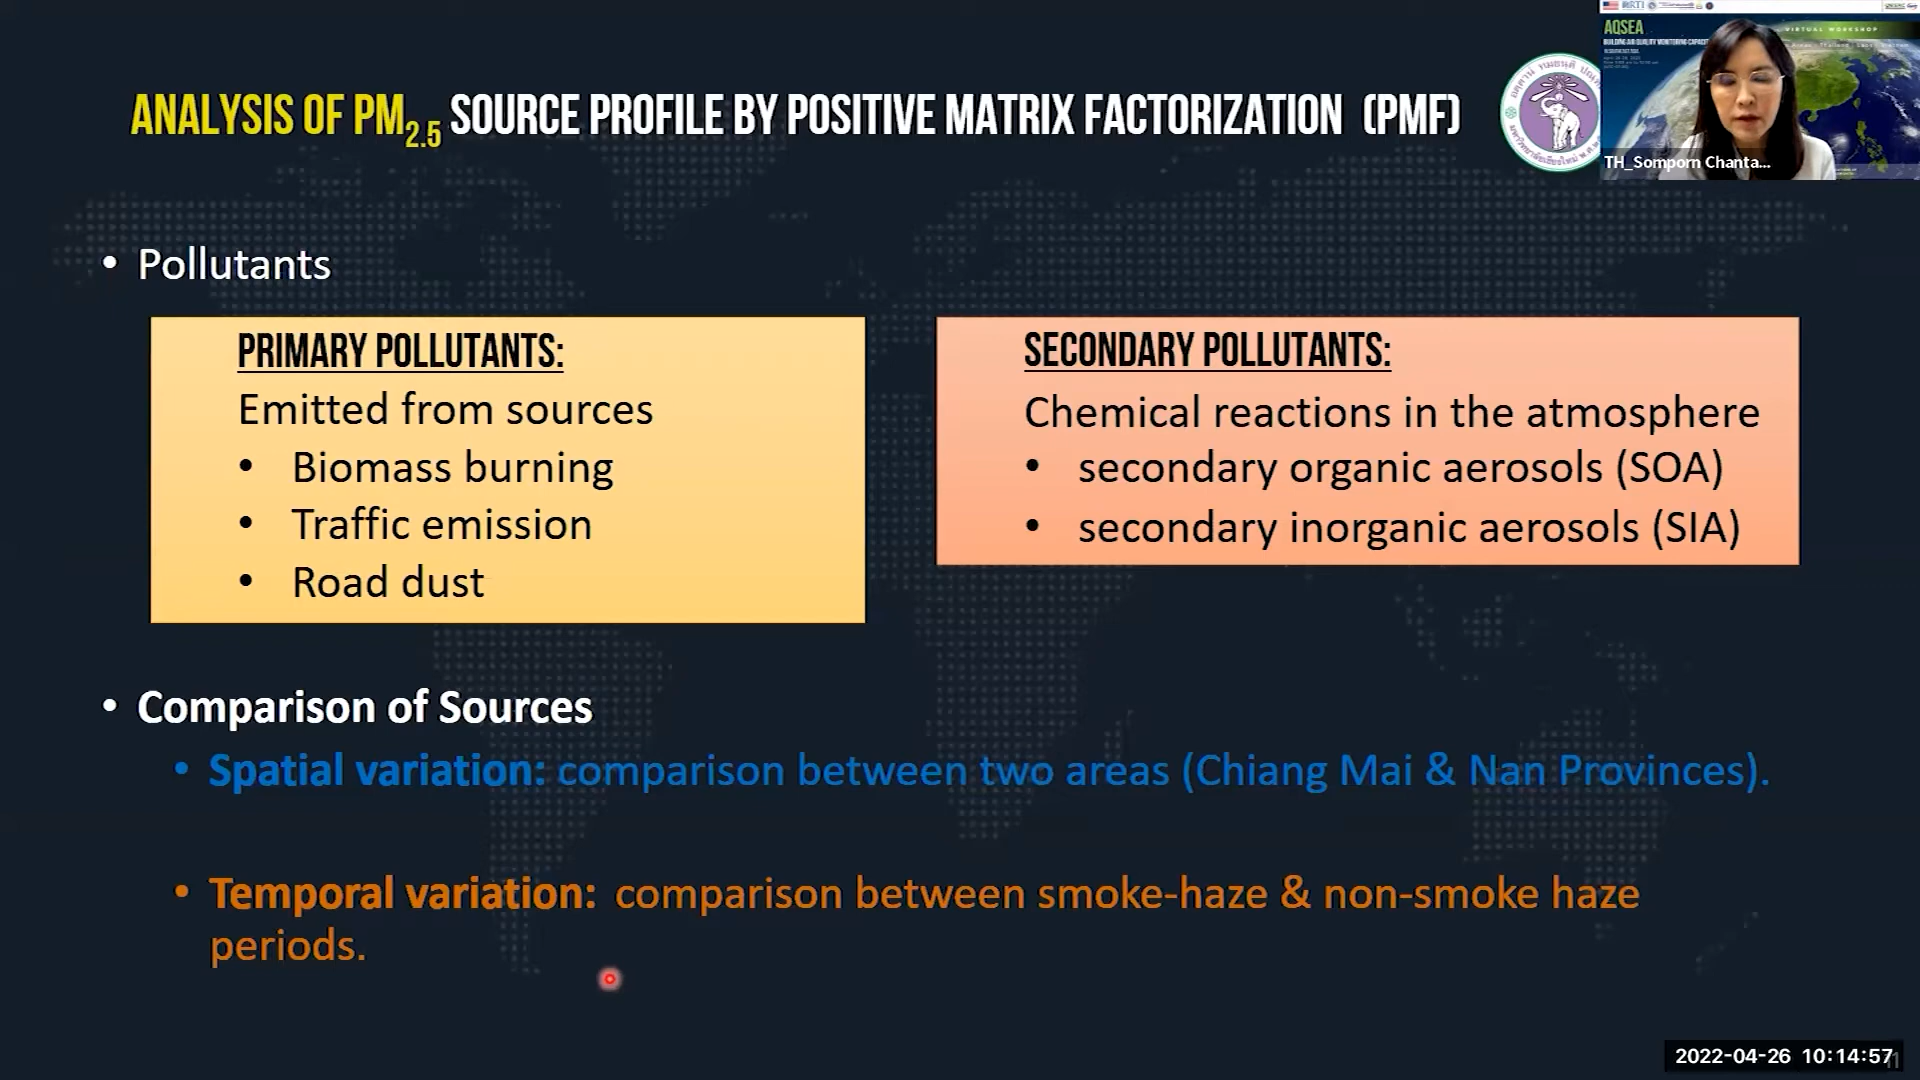 RTI
AQSEA
VIRTUAL WORKSHOP
ANALYSIS OF PM2.5 SOURCE PROFILE BY POSITIVE MATRIX FACTORIZATION (PMF)
TH_Somporn Chanta...
• Pollutants
PRIMARY POLLUTANTS:
Emitted from sources
• Biomass burning
• Traffic emission
• Road dust
SECONDARY POLLUTANTS:
Chemical reactions in the atmosphere
• secondary organic aerosols (SOA)
• secondary inorganic aerosols (SIA)
• Comparison of Sources
• Spatial variation: comparison between two areas (Chiang Mai & Nan Provinces).
• Temporal variation: comparison between smoke-haze & non-smoke haze
periods.
2022-04-26 10:14:57